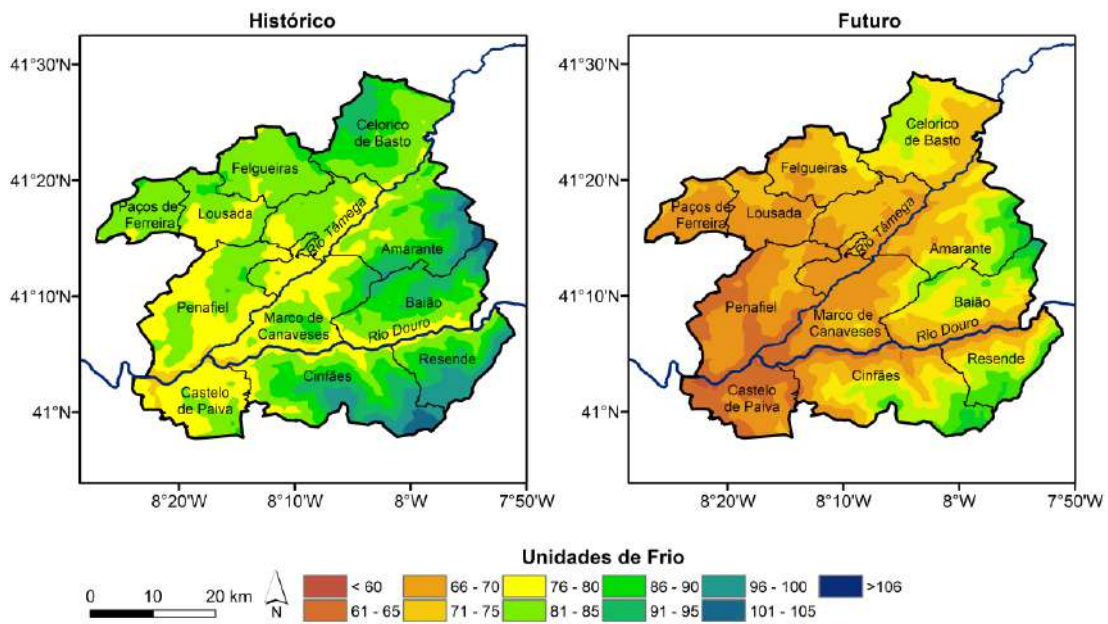 Histórico
Futuro
41°30'N
41°20'N
41°10'N
41°N
8°20'W
8°10'W
8°W
7°50'W
Celorico
de Basto
Felgueiras
Paços de
Ferreira
Lousada
Rio Tâmega
Amarante
Penafiel
Baião
Marco de
Canaveses
Rio Douro
Resende
Cinfães
Castelo
de Paiva
41°30'N
41°20'N
41°10'N
41°N
8°20'W
8°10'W
8°W
7°50'W
Celorico
de Basto
Felgueiras
Paços de
Ferreira
Lousada
Rio Tâmega
Amarante
Penafiel
Baião
Marco de
Canaveses
Rio Douro
Resende
Cinfães
Castelo
de Paiva
Unidades de Frio
0 10 20 km
N
< 60 66 - 70 76 - 80 86 - 90 96 - 100 >106
61 - 65 71 - 75 81 - 85 91 - 95 101 - 105